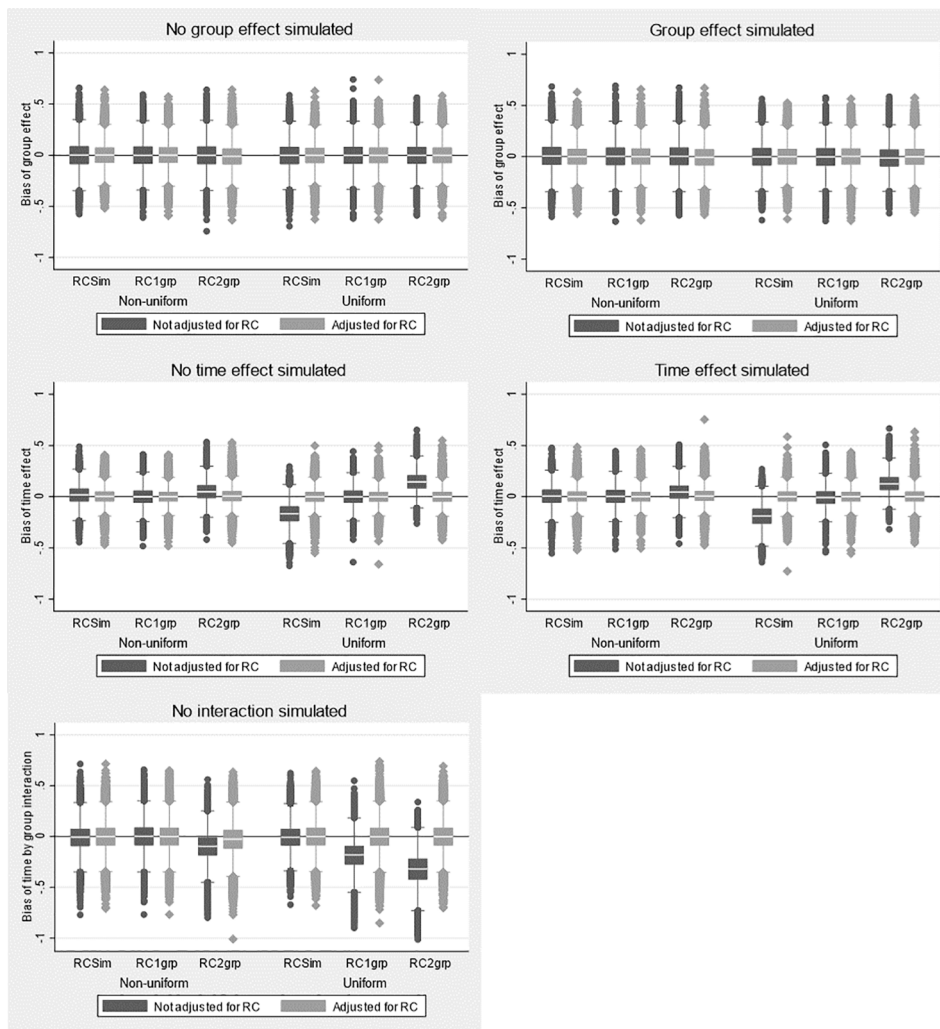 No group effect simulated
Bias of group effect
1
.5
0
-.5
-1
RCSim RC1grp RC2grp RCSim RC1grp RC2grp
Non-uniform Uniform
Not adjusted for RC Adjusted for RC
Group effect simulated
Bias of group effect
1
.5
0
-.5
-1
RCSim RC1grp RC2grp RCSim RC1grp RC2grp
Non-uniform Uniform
Not adjusted for RC Adjusted for RC
No time effect simulated
Bias of time effect
1
.5
0
-.5
-1
RCSim RC1grp RC2grp RCSim RC1grp RC2grp
Non-uniform Uniform
Not adjusted for RC Adjusted for RC
Time effect simulated
Bias of time effect
1
.5
0
-.5
-1
RCSim RC1grp RC2grp RCSim RC1grp RC2grp
Non-uniform Uniform
Not adjusted for RC Adjusted for RC
No interaction simulated
Bias of time by group interaction
1
.5
0
-.5
-1
RCSim RC1grp RC2grp RCSim RC1grp RC2grp
Non-uniform Uniform
Not adjusted for RC Adjusted for RC